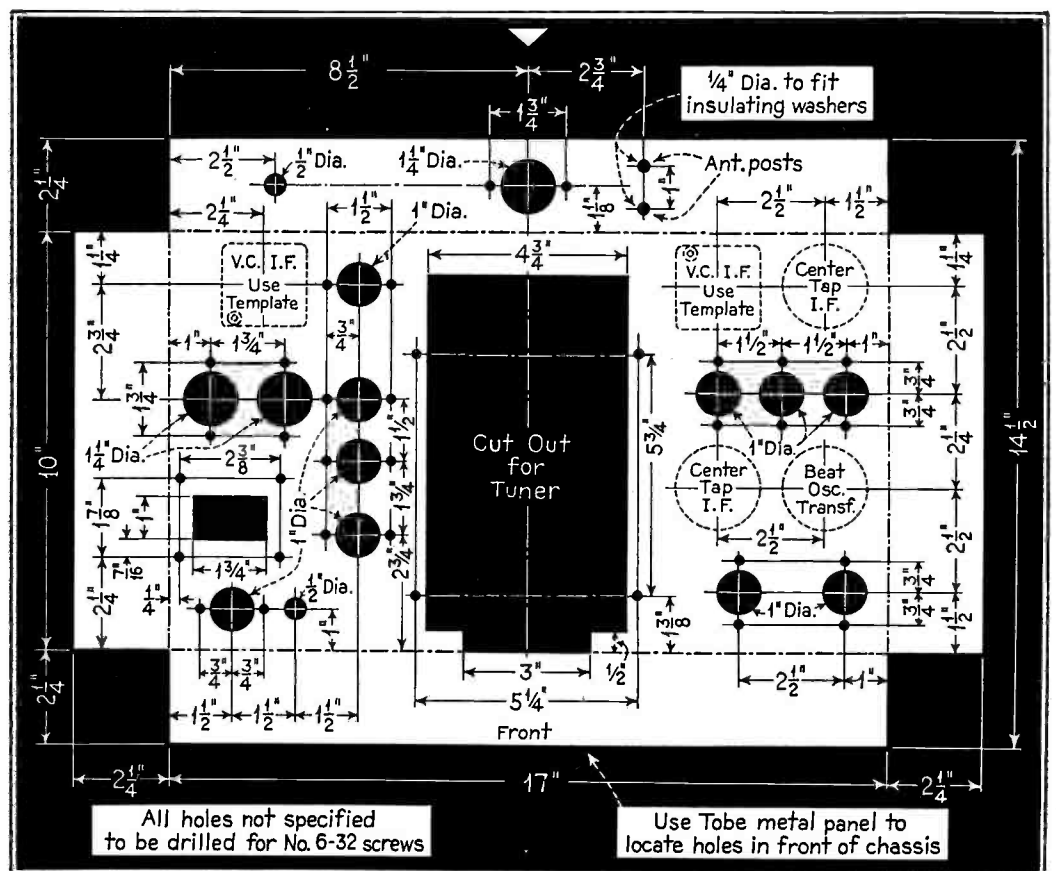 8 1/2"
2 3/4"
1/4" Dia. to fit
insulating washers
1 3/4"
2 1/2"
1/2" Dia.
1 1/4" Dia.
Ant. posts
2 1/4"
2 1/4"
1 1/2"
1" Dia.
1 1/8"
1"
2 1/2"
1 1/2"
1 1/4"
V.C. I.F.
Use
Template
4 3/4"
V.C. I.F.
Use
Template
Center
Tap
I.F.
1 1/4"
2 3/4"
3/4"
2 1/2"
1"
1 3/4"
1 1/2"
1 1/2"
1"
1 3/4"
3/4"
3/4"
1 1/4" Dia.
1 1/2"
5 3/4"
1" Dia.
2 1/4"
14 1/2"
10"
2 3/8"
Cut Out
for
Tuner
Center
Tap
I.F.
Beat
Osc.
Transf.
1 7/8"
1"
1" Dia.
1 3/4"
2 1/2"
2 1/2"
7/16"
1 3/4"
2 3/4"
2 1/4"
1/4"
1/2" Dia.
1"
1 3/8"
1" Dia.
3/4"
3/4"
1 1/2"
3/4"
3/4"
3"
1/2"
2 1/2"
1"
2 1/4"
1 1/2"
1 1/2"
1 1/2"
5 1/4"
Front
2 1/4"
17"
2 1/4"
All holes not specified
to be drilled for No. 6-32 screws
Use Tobe metal panel to
locate holes in front of chassis